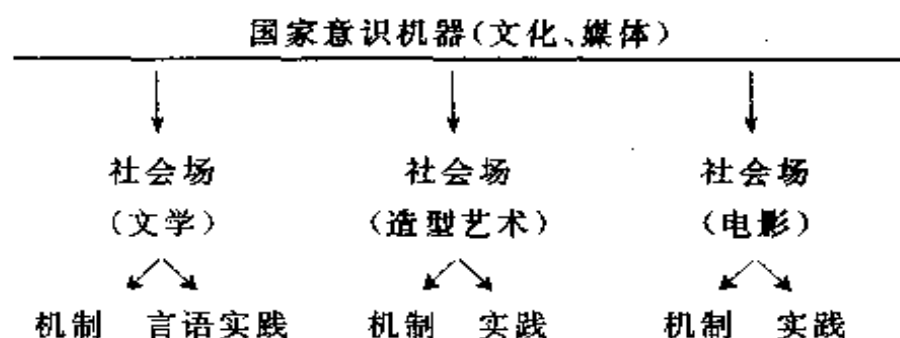 国家意识机器(文化、媒体)
社会场 社会场 社会场
(文学) (造型艺术) (电影)
机制 言语实践 机制 实践 机制 实践